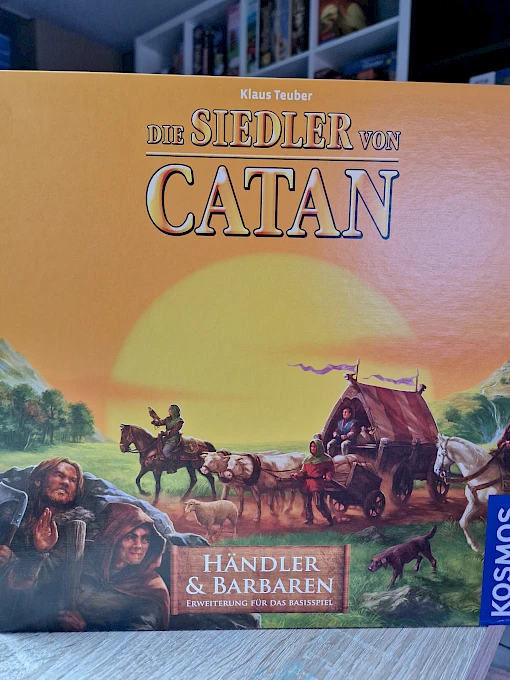 Klaus Teuber
DIE SIEDLER VON
CATAN
HÄNDLER
& BARBAREN
ERWEITERUNG FÜR DAS BASISSPIEL
KOSMOS